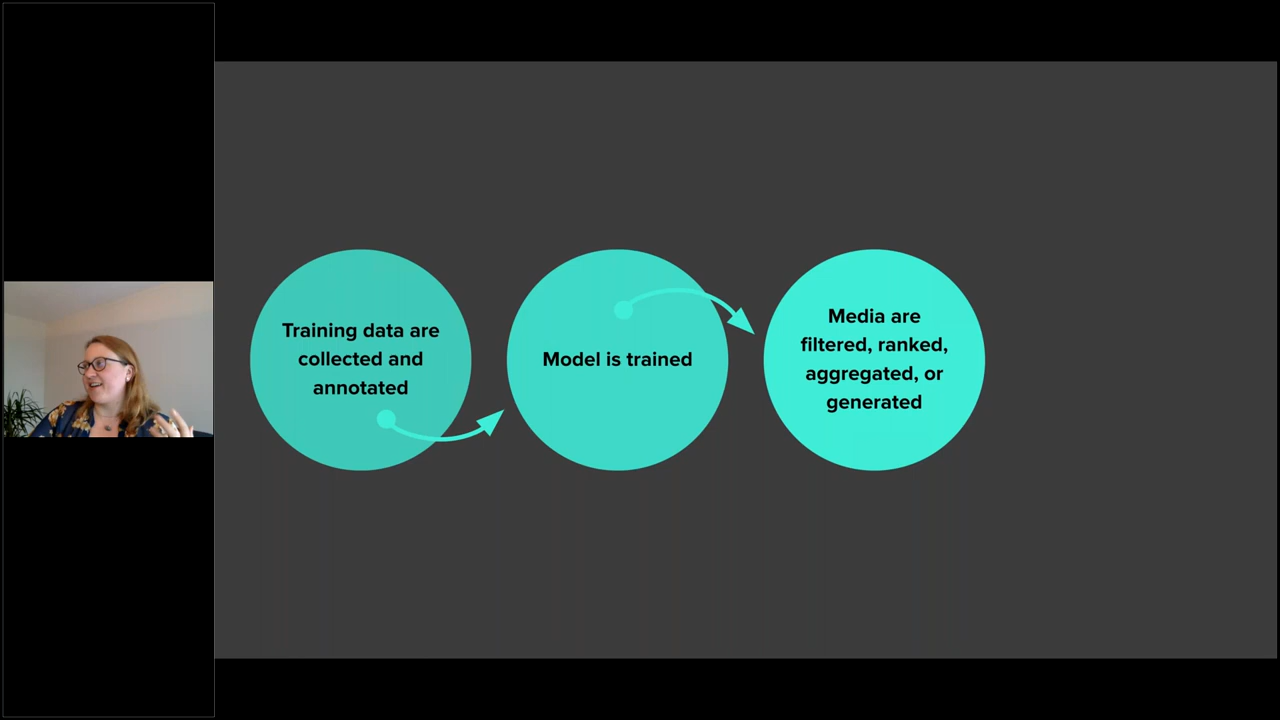 Training data are
collected and
annotated
Model is trained
Media are
filtered, ranked,
aggregated, or
generated